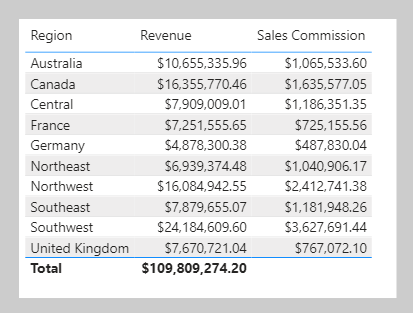 Region Revenue Sales Commission
Australia $10,655,335.96 $1,065,533.60
Canada $16,355,770.46 $1,635,577.05
Central $7,909,009.01 $1,186,351.35
France $7,251,555.65 $725,155.56
Germany $4,878,300.38 $487,830.04
Northeast $6,939,374.48 $1,040,906.17
Northwest $16,084,942.55 $2,412,741.38
Southeast $7,879,655.07 $1,181,948.26
Southwest $24,184,609.60 $3,627,691.44
United Kingdom $7,670,721.04 $767,072.10
Total $109,809,274.20